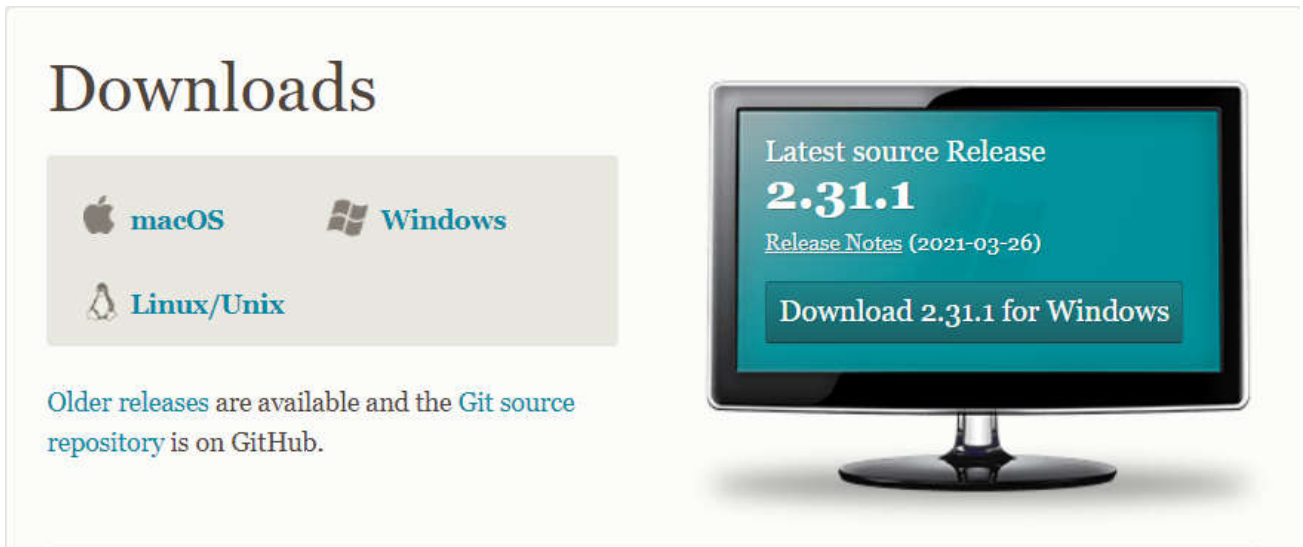 Downloads
macOS
Windows
Linux/Unix
Older releases are available and the Git source
repository is on GitHub.
Latest source Release
2.31.1
Release Notes (2021-03-26)
Download 2.31.1 for Windows